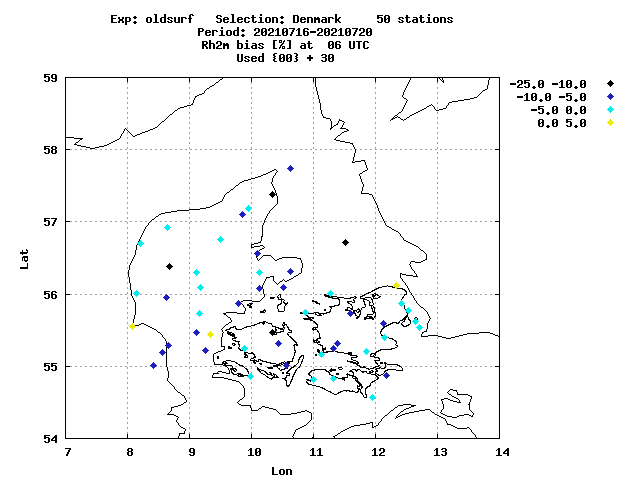 Exp: oldsurf Selection: Denmark 50 stations
Period: 20210716-20210720
Rh2m bias [%] at 06 UTC
Used {00} + 30
-25.0 -10.0
-10.0 -5.0
-5.0 0.0
0.0 5.0
59
58
57
56
55
54
Lat
7 8 9 10 11 12 13 14
Lon